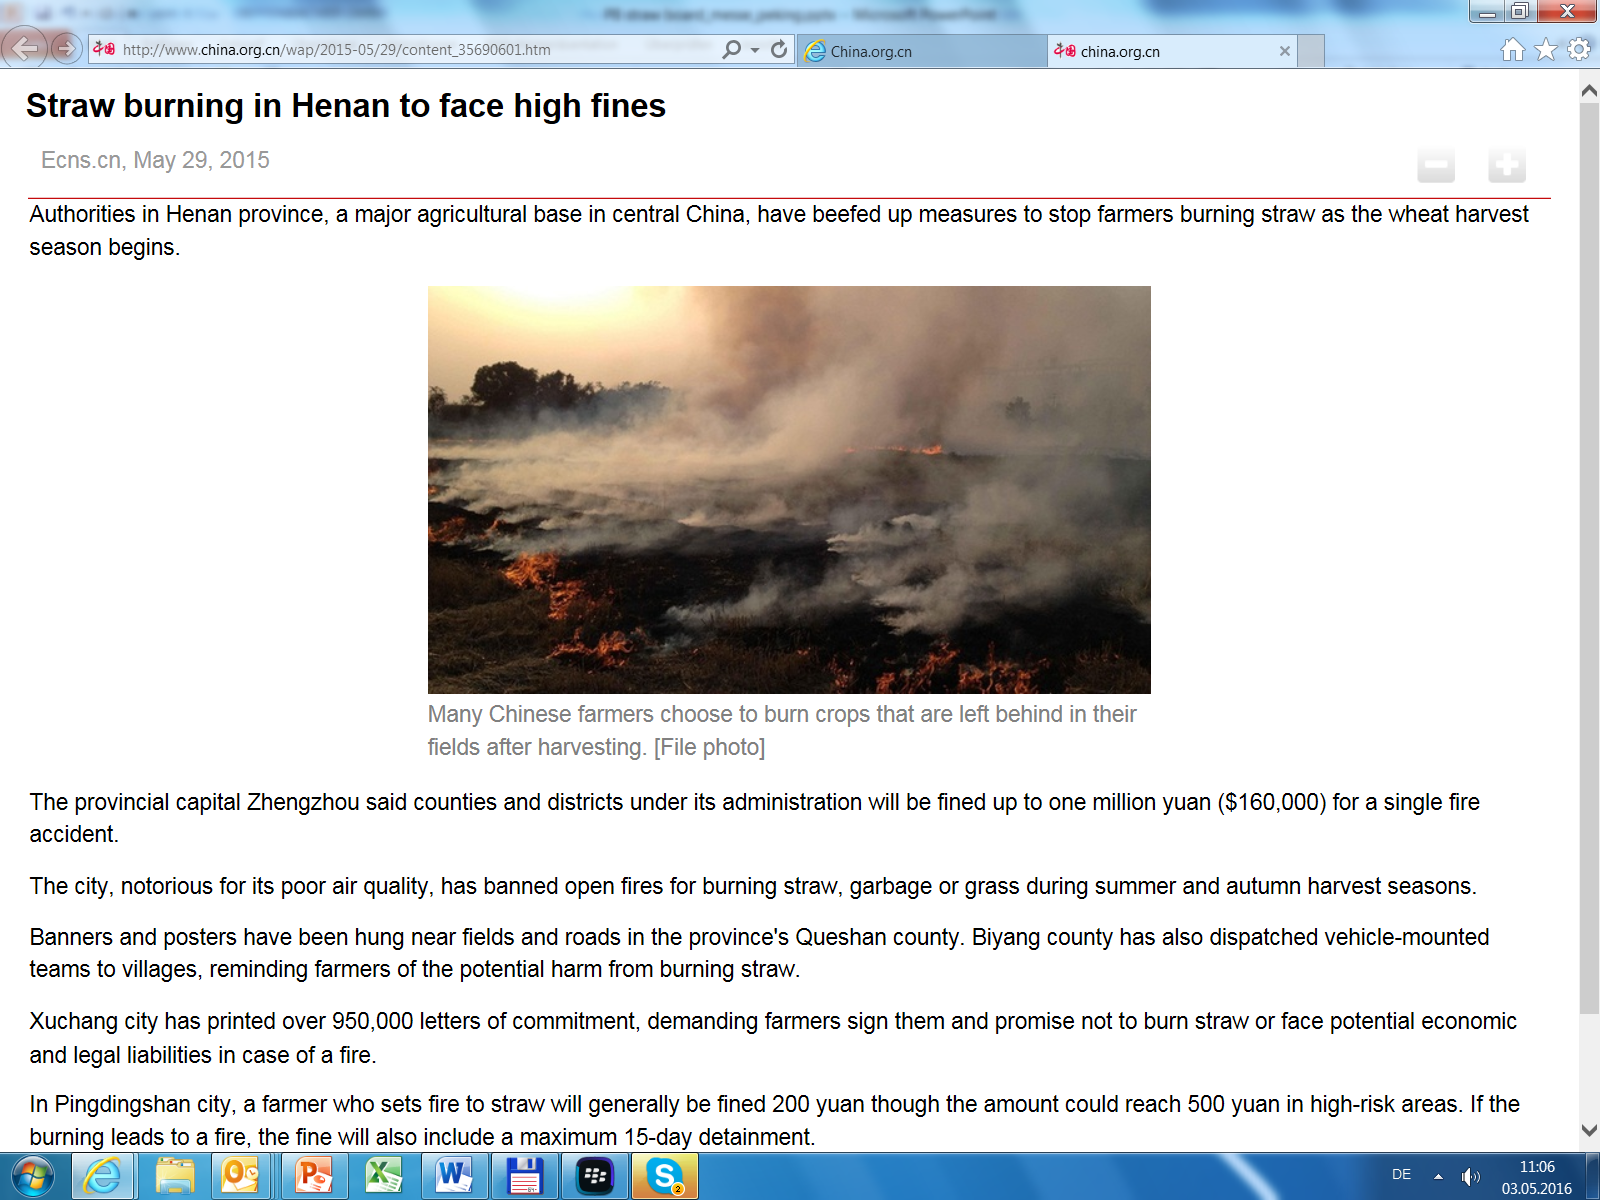 PB straw board_messe_peking.pptx - Microsoft PowerPoint
http://www.china.org.cn/wap/2015-05/29/content_35690601.htm
China.org.cn
china.org.cn
Straw burning in Henan to face high fines
Ecns.cn, May 29, 2015
Authorities in Henan province, a major agricultural base in central China, have beefed up measures to stop farmers burning straw as the wheat harvest
season begins.
Many Chinese farmers choose to burn crops that are left behind in their
fields after harvesting. [File photo]
The provincial capital Zhengzhou said counties and districts under its administration will be fined up to one million yuan ($160,000) for a single fire
accident.
The city, notorious for its poor air quality, has banned open fires for burning straw, garbage or grass during summer and autumn harvest seasons.
Banners and posters have been hung near fields and roads in the province's Queshan county. Biyang county has also dispatched vehicle-mounted
teams to villages, reminding farmers of the potential harm from burning straw.
Xuchang city has printed over 950,000 letters of commitment, demanding farmers sign them and promise not to burn straw or face potential economic
and legal liabilities in case of a fire.
In Pingdingshan city, a farmer who sets fire to straw will generally be fined 200 yuan though the amount could reach 500 yuan in high-risk areas. If the
burning leads to a fire, the fine will also include a maximum 15-day detainment.
DE
11:06
03.05.2016